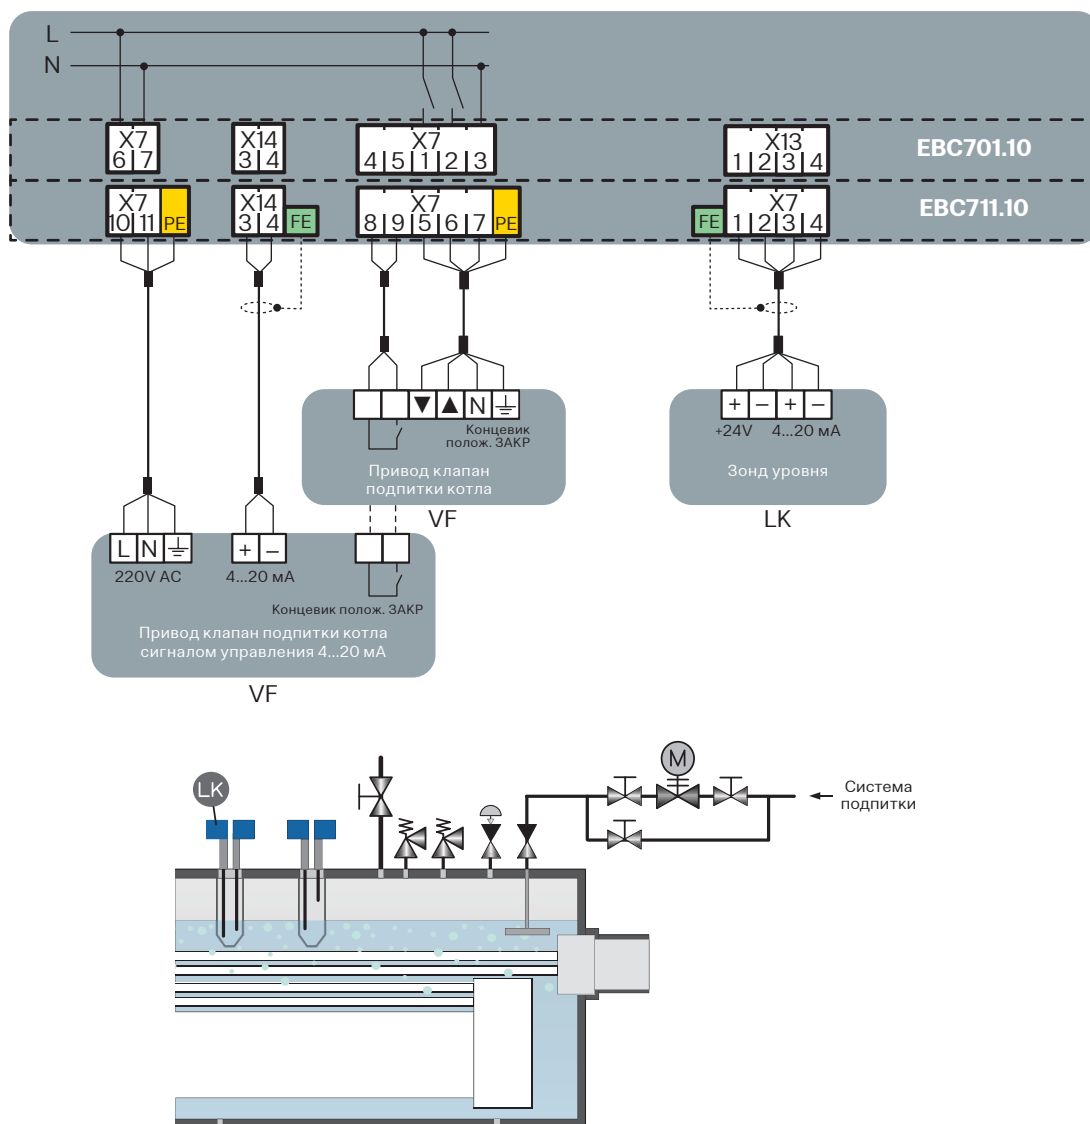 L
N
X7 X14 X7 X13
6 7 3 4 4 5 1 2 3 1 2 3 4
EBC701.10
X7 X14 X7 X7
10 11 PE 3 4 FE 8 9 5 6 7 PE FE 1 2 3 4
EBC711.10
▼ ▲ N
Концевик
полож. ЗАКР
Привод клапан
подпитки котла
VF
+ – + –
+24V 4...20 мА
Зонд уровня
LK
L N + –
220V AC 4...20 мА
Концевик полож. ЗАКР
Привод клапан подпитки котла
сигналом управления 4...20 мА
VF
LK
M
Система
подпитки